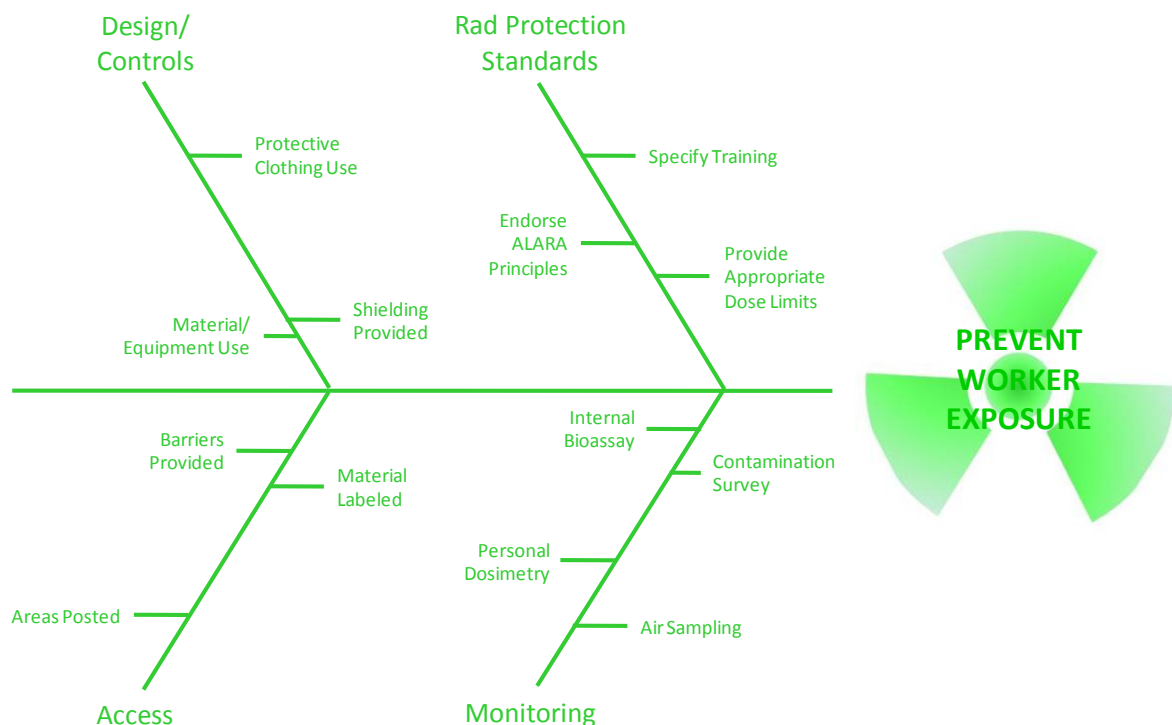 Design/
Controls
Rad Protection
Standards
Protective
Clothing Use
Specify Training
Endorse
ALARA
Principles
Provide
Appropriate
Dose Limits
Material/
Equipment Use
Shielding
Provided
PREVENT
WORKER
EXPOSURE
Barriers
Provided
Material
Labeled
Internal
Bioassay
Contamination
Survey
Personal
Dosimetry
Areas Posted
Air Sampling
Access
Monitoring